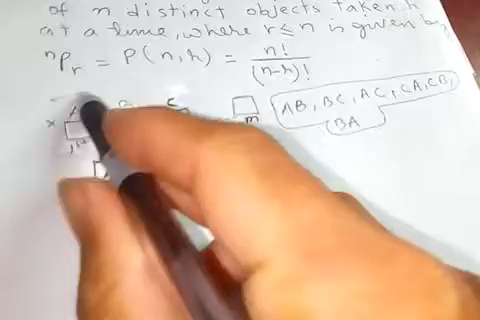 of n distinct objects taken r
at a time, where r ≤ n is given by
ⁿPᵣ = P(n, r) = n! / (n-r)!
A C
x m AB, BC, AC, CA, CB,
BA